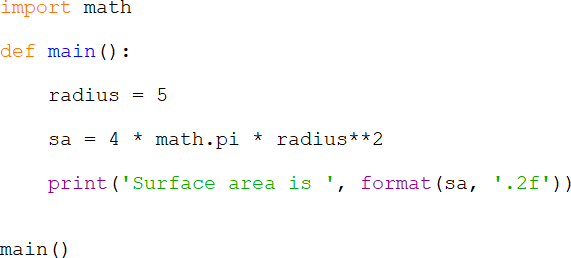 import math
def main():
    radius = 5
    sa = 4 * math.pi * radius**2
    print('Surface area is ', format(sa, '.2f'))
main()